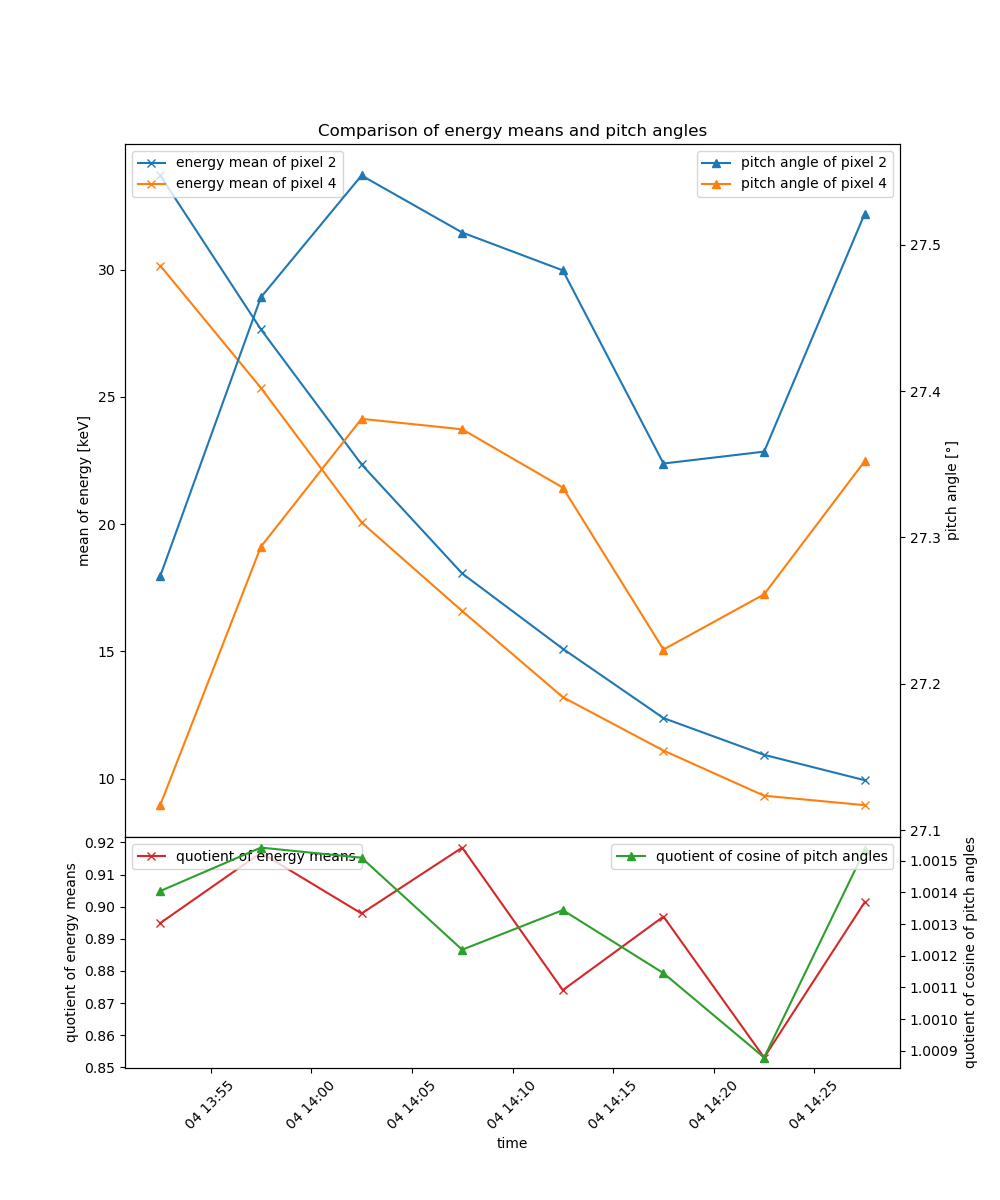 Comparison of energy means and pitch angles
energy mean of pixel 2
energy mean of pixel 4
pitch angle of pixel 2
pitch angle of pixel 4
mean of energy [keV]
30
25
20
15
10
pitch angle [°]
27.5
27.4
27.3
27.2
27.1
quotient of energy means
quotient of cosine of pitch angles
quotient of energy means
0.92
0.91
0.90
0.89
0.88
0.87
0.86
0.85
quotient of cosine of pitch angles
1.0015
1.0014
1.0013
1.0012
1.0011
1.0010
1.0009
04 13:55
04 14:00
04 14:05
04 14:10
04 14:15
04 14:20
04 14:25
time